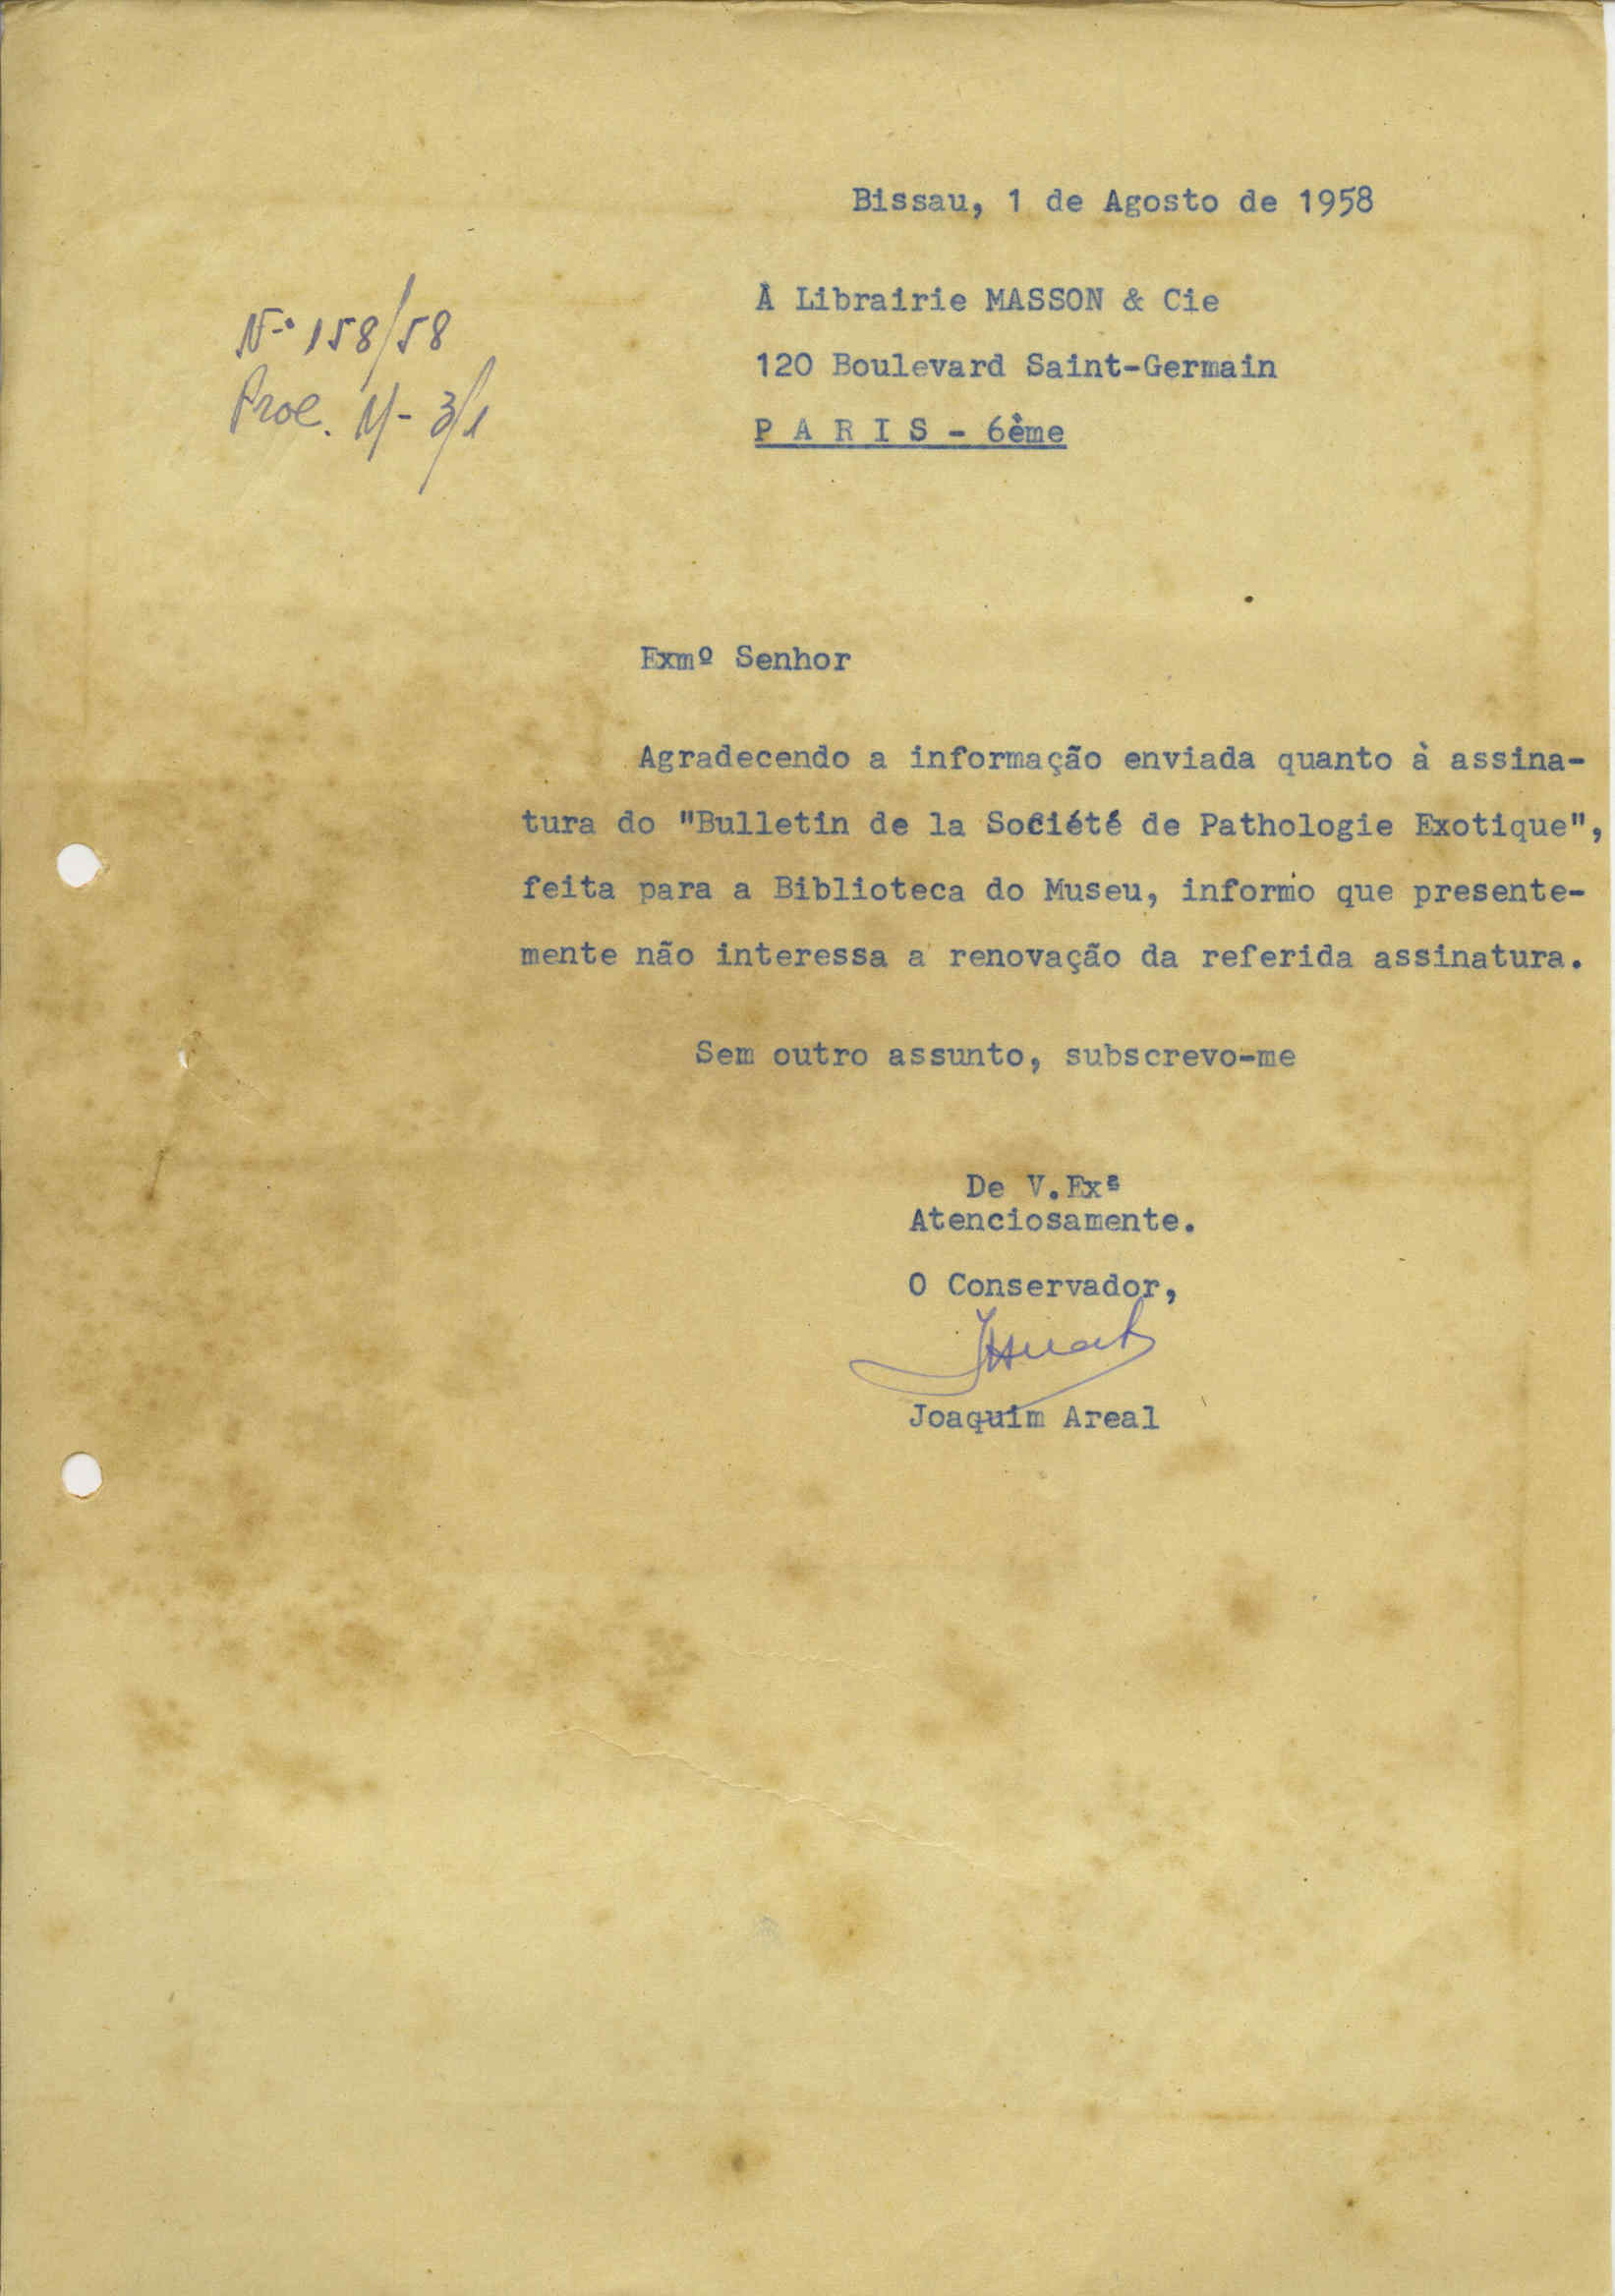 Bissau, 1 de Agosto de 1958
À Librairie MASSON & Cie
120 Boulevard Saint-Germain
P A R I S - 6ème
Nº 158/58
Proc. M-3/1
Exmº Senhor
Agradecendo a informação enviada quanto à assina-
tura do "Bulletin de la Société de Pathologie Exotique",
feita para a Biblioteca do Museu, informo que presente-
mente não interessa a renovação da referida assinatura.
Sem outro assunto, subscrevo-me
De V.Exª
Atenciosamente.
O Conservador,
Joaquim Areal